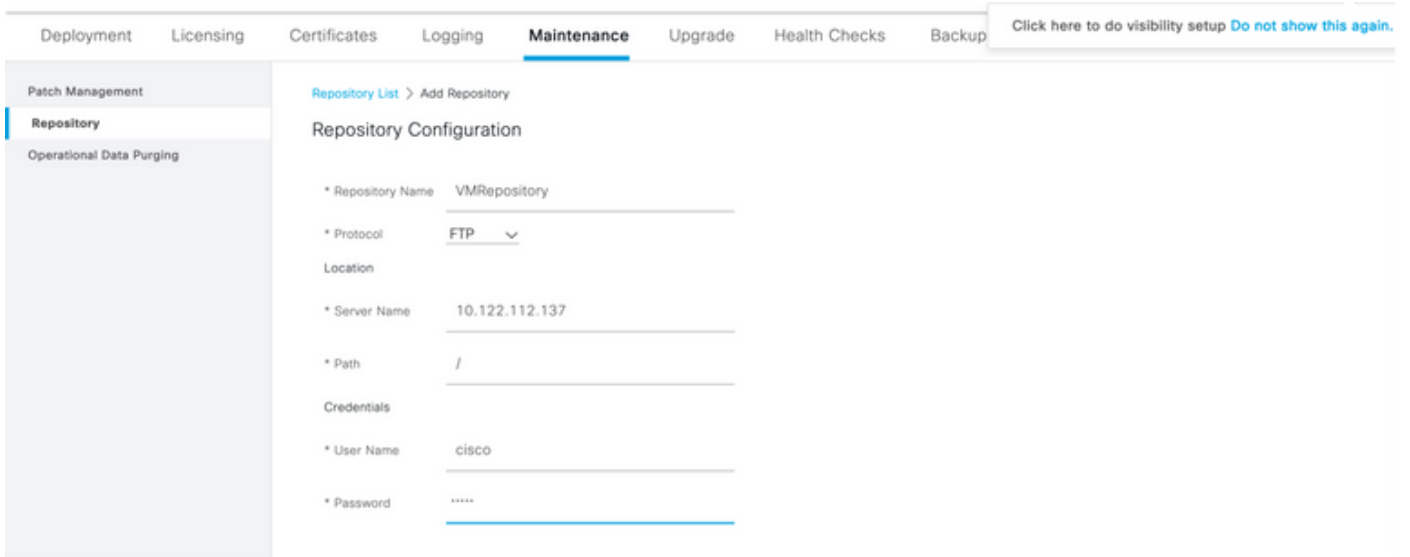 Click here to do visibility setup Do not show this again.
Deployment Licensing Certificates Logging Maintenance Upgrade Health Checks Backup
Patch Management
Repository
Operational Data Purging
Repository List > Add Repository
Repository Configuration
* Repository Name VMRepository
* Protocol FTP
Location
* Server Name 10.122.112.137
* Path /
Credentials
* User Name cisco
* Password ·····